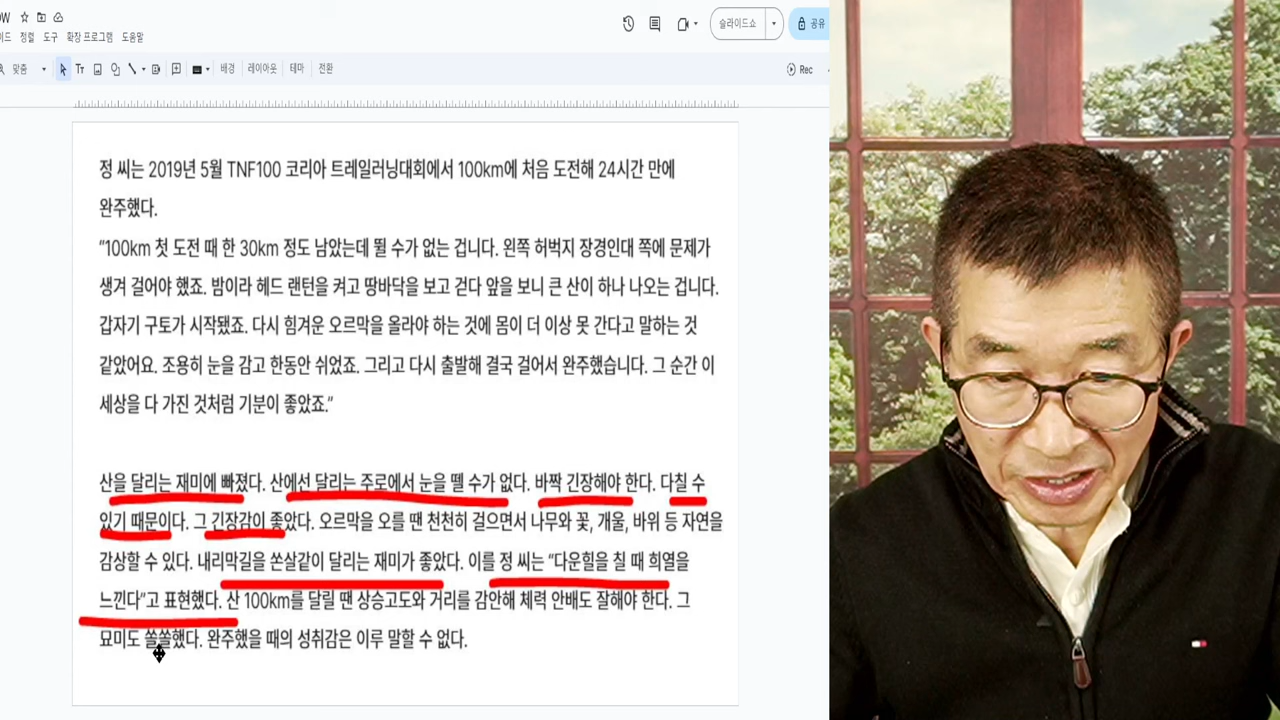 OW
이드 정렬 도구 확장 프로그램 도움말
슬라이드쇼
공유
맞춤
Tт
배경 레이아웃 테마 전환
Rec
정 씨는 2019년 5월 TNF100 코리아 트레일러닝대회에서 100km에 처음 도전해 24시간 만에
완주했다.
"100km 첫 도전 때 한 30km 정도 남았는데 뛸 수가 없는 겁니다. 왼쪽 허벅지 장경인대 쪽에 문제가
생겨 걸어야 했죠. 밤이라 헤드 랜턴을 켜고 땅바닥을 보고 걷다 앞을 보니 큰 산이 하나 나오는 겁니다.
갑자기 구토가 시작됐죠. 다시 힘겨운 오르막을 올라야 하는 것에 몸이 더 이상 못 간다고 말하는 것
같았어요. 조용히 눈을 감고 한동안 쉬었죠. 그리고 다시 출발해 결국 걸어서 완주했습니다. 그 순간 이
세상을 다 가진 것처럼 기분이 좋았죠."
산을 달리는 재미에 빠졌다. 산에선 달리는 주로에서 눈을 뗄 수가 없다. 바짝 긴장해야 한다. 다칠 수
있기 때문이다. 그 긴장감이 좋았다. 오르막을 오를 땐 천천히 걸으면서 나무와 꽃, 개울, 바위 등 자연을
감상할 수 있다. 내리막길을 쏜살같이 달리는 재미가 좋았다. 이를 정 씨는 "다운힐을 칠 때 희열을
느낀다"고 표현했다. 산 100km를 달릴 땐 상승고도와 거리를 감안해 체력 안배도 잘해야 한다. 그
묘미도 쏠쏠했다. 완주했을 때의 성취감은 이루 말할 수 없다.